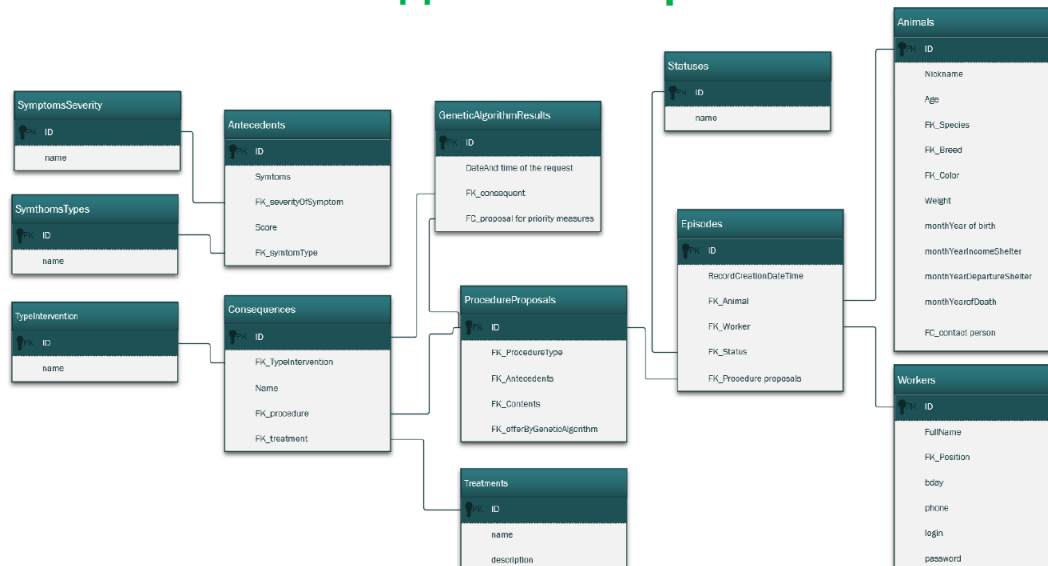 SymptomsSeverity
PK ID
name
SymthomsTypes
PK ID
name
TypeIntervention
PK ID
name
Antecedents
PK ID
Symtoms
FK_severityOfSymptom
Score
FK_symtomType
Consequences
PK ID
FK_TypeIntervention
Name
FK_procedure
FK_treatment
GeneticAlgorithmResults
PK ID
DateAnd time of the request
FK_consequent
FC_proposal for priority measures
ProcedureProposals
PK ID
FK_ProcedureType
FK_Antecedents
FK_Contents
FK_offerByGeneticAlgorithm
Treatments
PK ID
name
description
Statuses
PK ID
name
Episodes
PK ID
RecordCreationDateTime
FK_Animal
FK_Worker
FK_Status
FK_Procedure proposals
Animals
PK ID
Nickname
Age
FK_Species
FK_Breed
FK_Color
Weight
monthYear of birth
monthYearIncomeShelter
monthYearDepartureShelter
monthYearofDeath
FC_contact person
Workers
PK ID
FullName
FK_Position
bday
phone
login
password